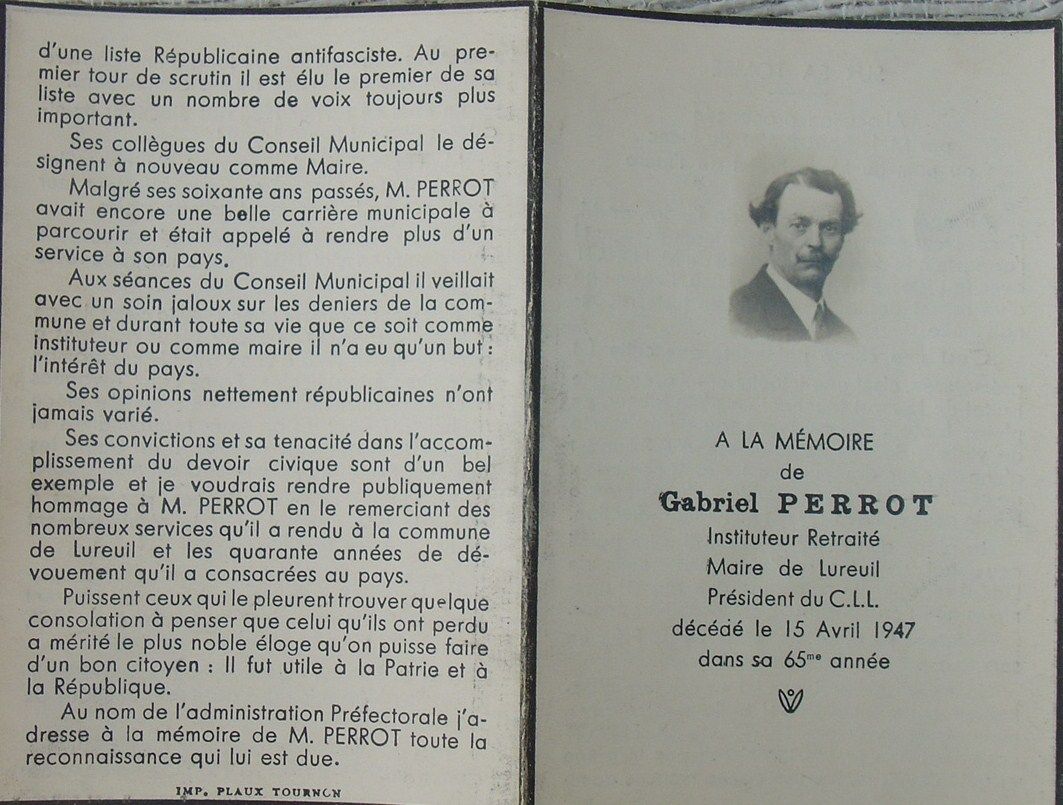 d'une liste Républicaine antifasciste. Au pre-
mier tour de scrutin il est élu le premier de sa
liste avec un nombre de voix toujours plus
important.
Ses collègues du Conseil Municipal le dé-
signent à nouveau comme Maire.
Malgré ses soixante ans passés, M. PERROT
avait encore une belle carrière municipale à
parcourir et était appelé à rendre plus d'un
service à son pays.
Aux séances du Conseil Municipal il veillait
avec un soin jaloux sur les deniers de la com-
mune et durant toute sa vie que ce soit comme
instituteur ou comme maire il n'a eu qu'un but :
l'intérêt du pays.
Ses opinions nettement républicaines n'ont
jamais varié.
Ses convictions et sa tenacité dans l'accom-
plissement du devoir civique sont d'un bel
exemple et je voudrais rendre publiquement
hommage à M. PERROT en le remerciant des
nombreux services qu'il a rendu à la commune
de Lureuil et les quarante années de dé-
vouement qu'il a consacrées au pays.
Puissent ceux qui le pleurent trouver quelque
consolation à penser que celui qu'ils ont perdu
a mérité le plus noble éloge qu'on puisse faire
d'un bon citoyen : Il fut utile à la Patrie et à
la République.
Au nom de l'administration Préfectorale j'a-
dresse à la mémoire de M. PERROT toute la
reconnaissance qui lui est due.
IMP. PLAUX TOURNON
A LA MÉMOIRE
de
Gabriel PERROT
Instituteur Retraité
Maire de Lureuil
Président du C.L.L.
décédé le 15 Avril 1947
dans sa 65me année